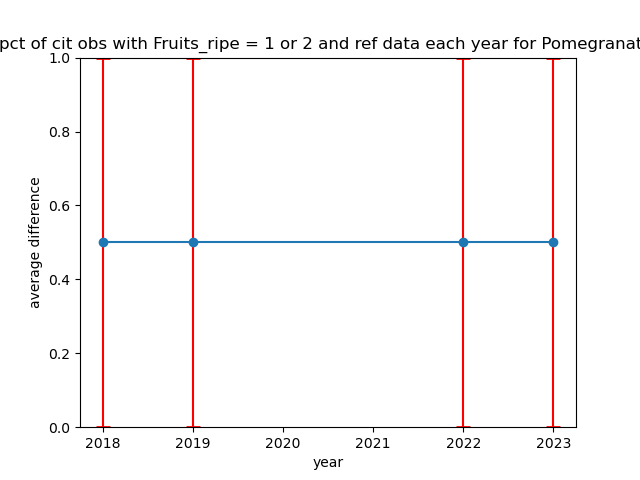 pct of cit obs with Fruits_ripe = 1 or 2 and ref data each year for Pomegranat
1.0
0.8
0.6
0.4
0.2
0.0
average difference
2018 2019 2020 2021 2022 2023
year